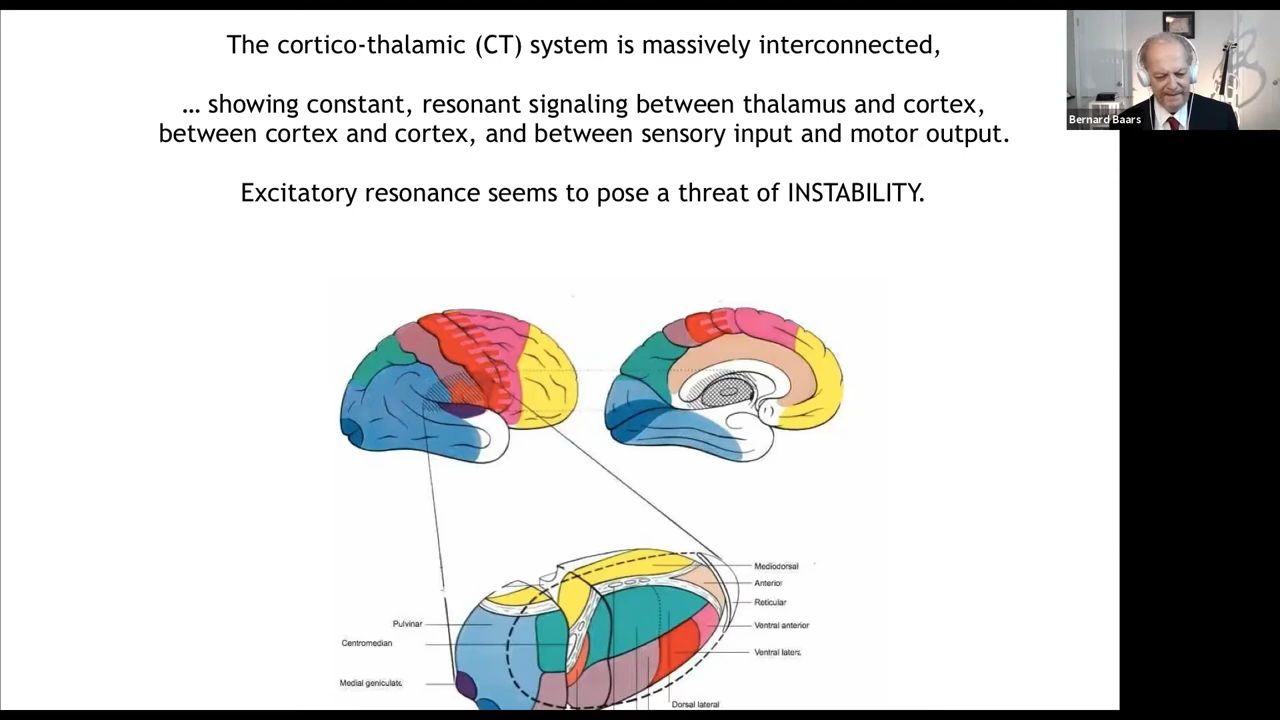 The cortico-thalamic (CT) system is massively interconnected,
… showing constant, resonant signaling between thalamus and cortex,
between cortex and cortex, and between sensory input and motor output.
Excitatory resonance seems to pose a threat of INSTABILITY.
Bernard Baars
Mediodorsal
Anterior
Reticular
Pulvinar
Ventral anterior
Centromedian
Ventral latera
Medial geniculate
Dorsal lateral